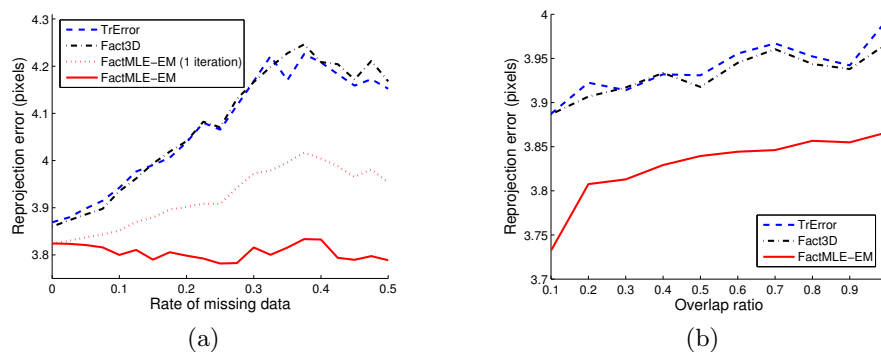 4.3
4.2
4.1
4
3.9
3.8
Reprojection error (pixels)
TrError
Fact3D
FactMLE−EM (1 iteration)
FactMLE−EM
0 0.1 0.2 0.3 0.4 0.5
Rate of missing data
(a)
4
3.95
3.9
3.85
3.8
3.75
3.7
Reprojection error (pixels)
TrError
Fact3D
FactMLE−EM
0.1 0.2 0.3 0.4 0.5 0.6 0.7 0.8 0.9
Overlap ratio
(b)